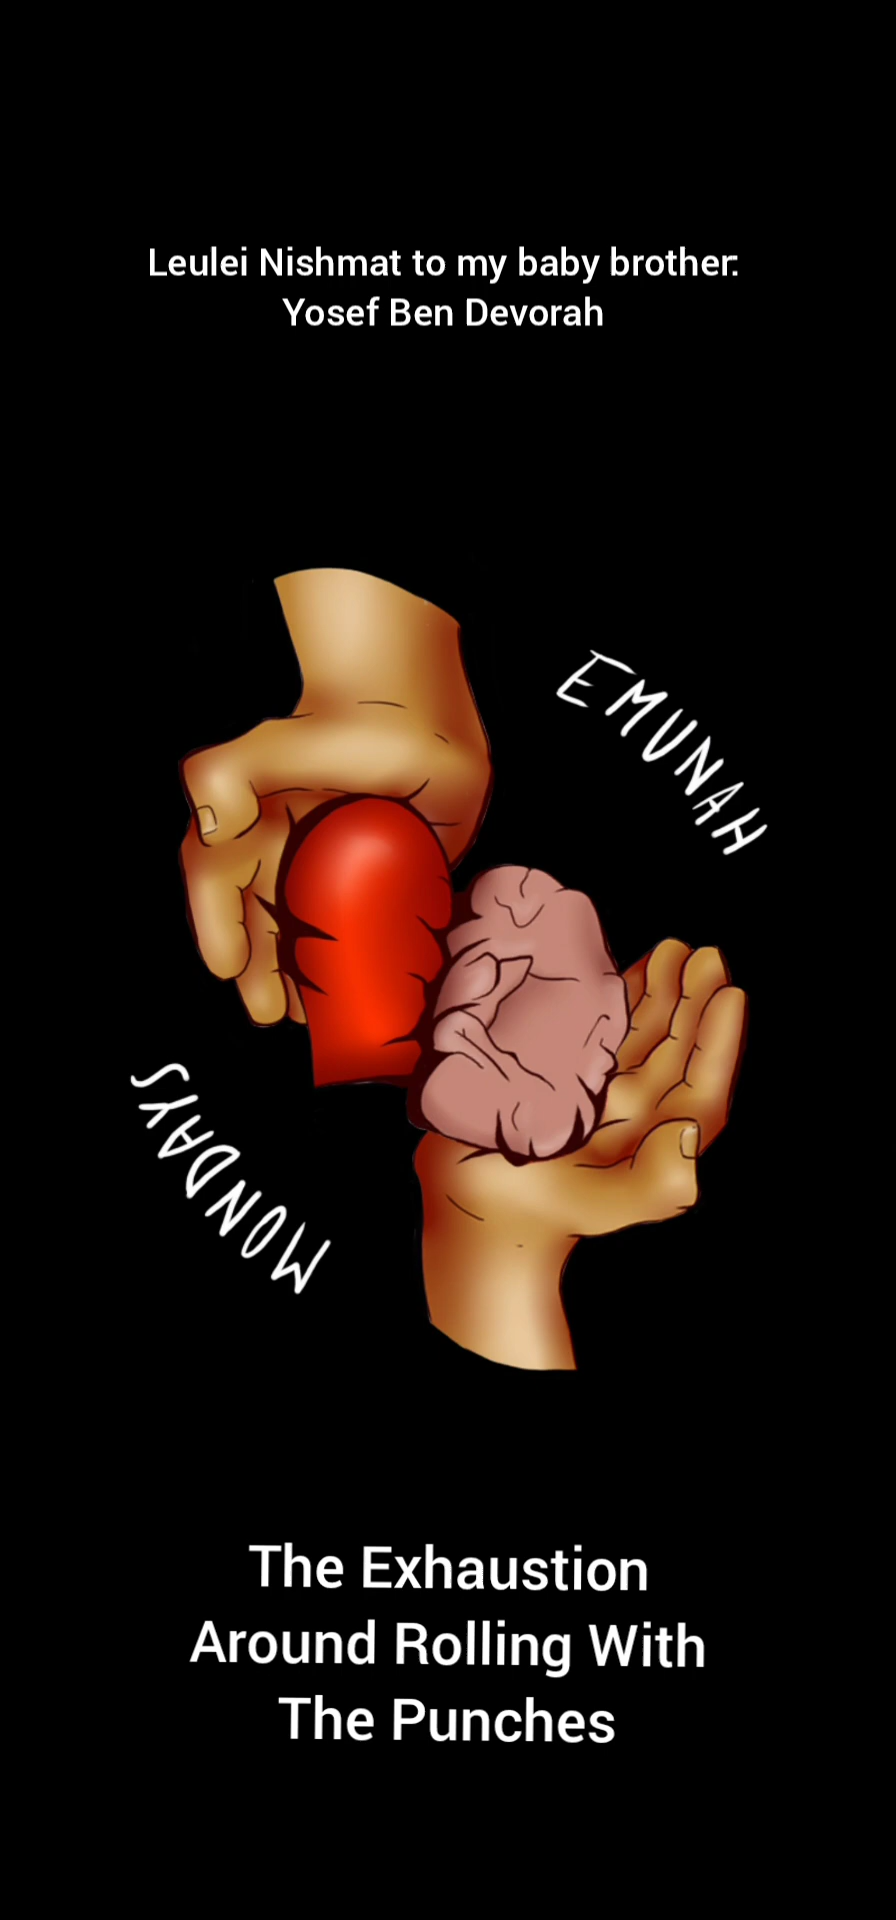 Leulei Nishmat to my baby brother:
Yosef Ben Devorah
EMUNAH
MONDAYS
The Exhaustion
Around Rolling With
The Punches